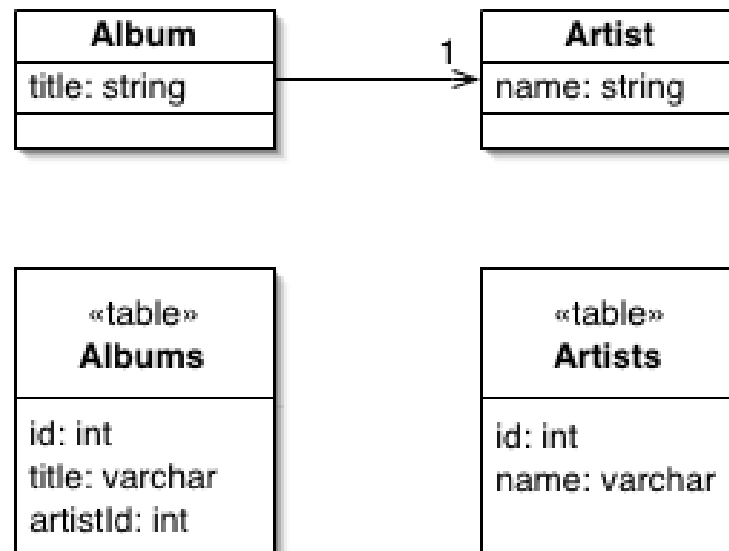 Album
title: string
1
Artist
name: string
«table»
Albums
id: int
title: varchar
artistId: int
«table»
Artists
id: int
name: varchar